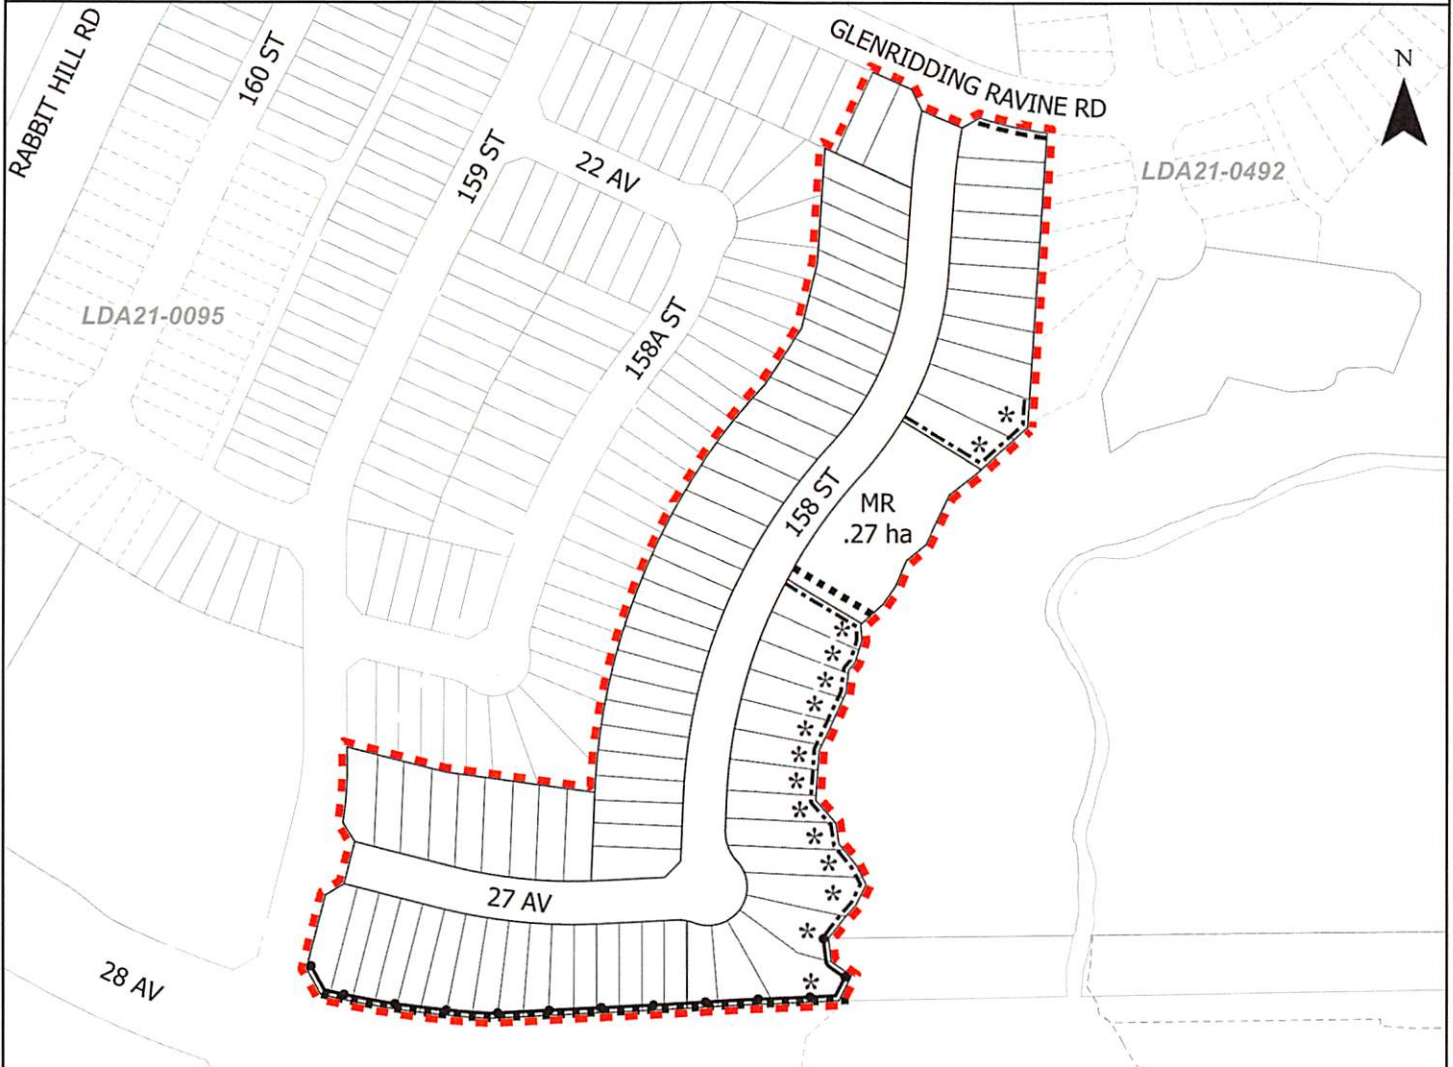 GLENRIDDING RAVINE RD
N
RABBIT HILL RD
160 ST
159 ST
22 AV
LDA21-0492
LDA21-0095
158A ST
*
*
158 ST
MR
.27 ha
*
*
*
*
*
*
*
*
*
*
*
*
*
27 AV
28 AV